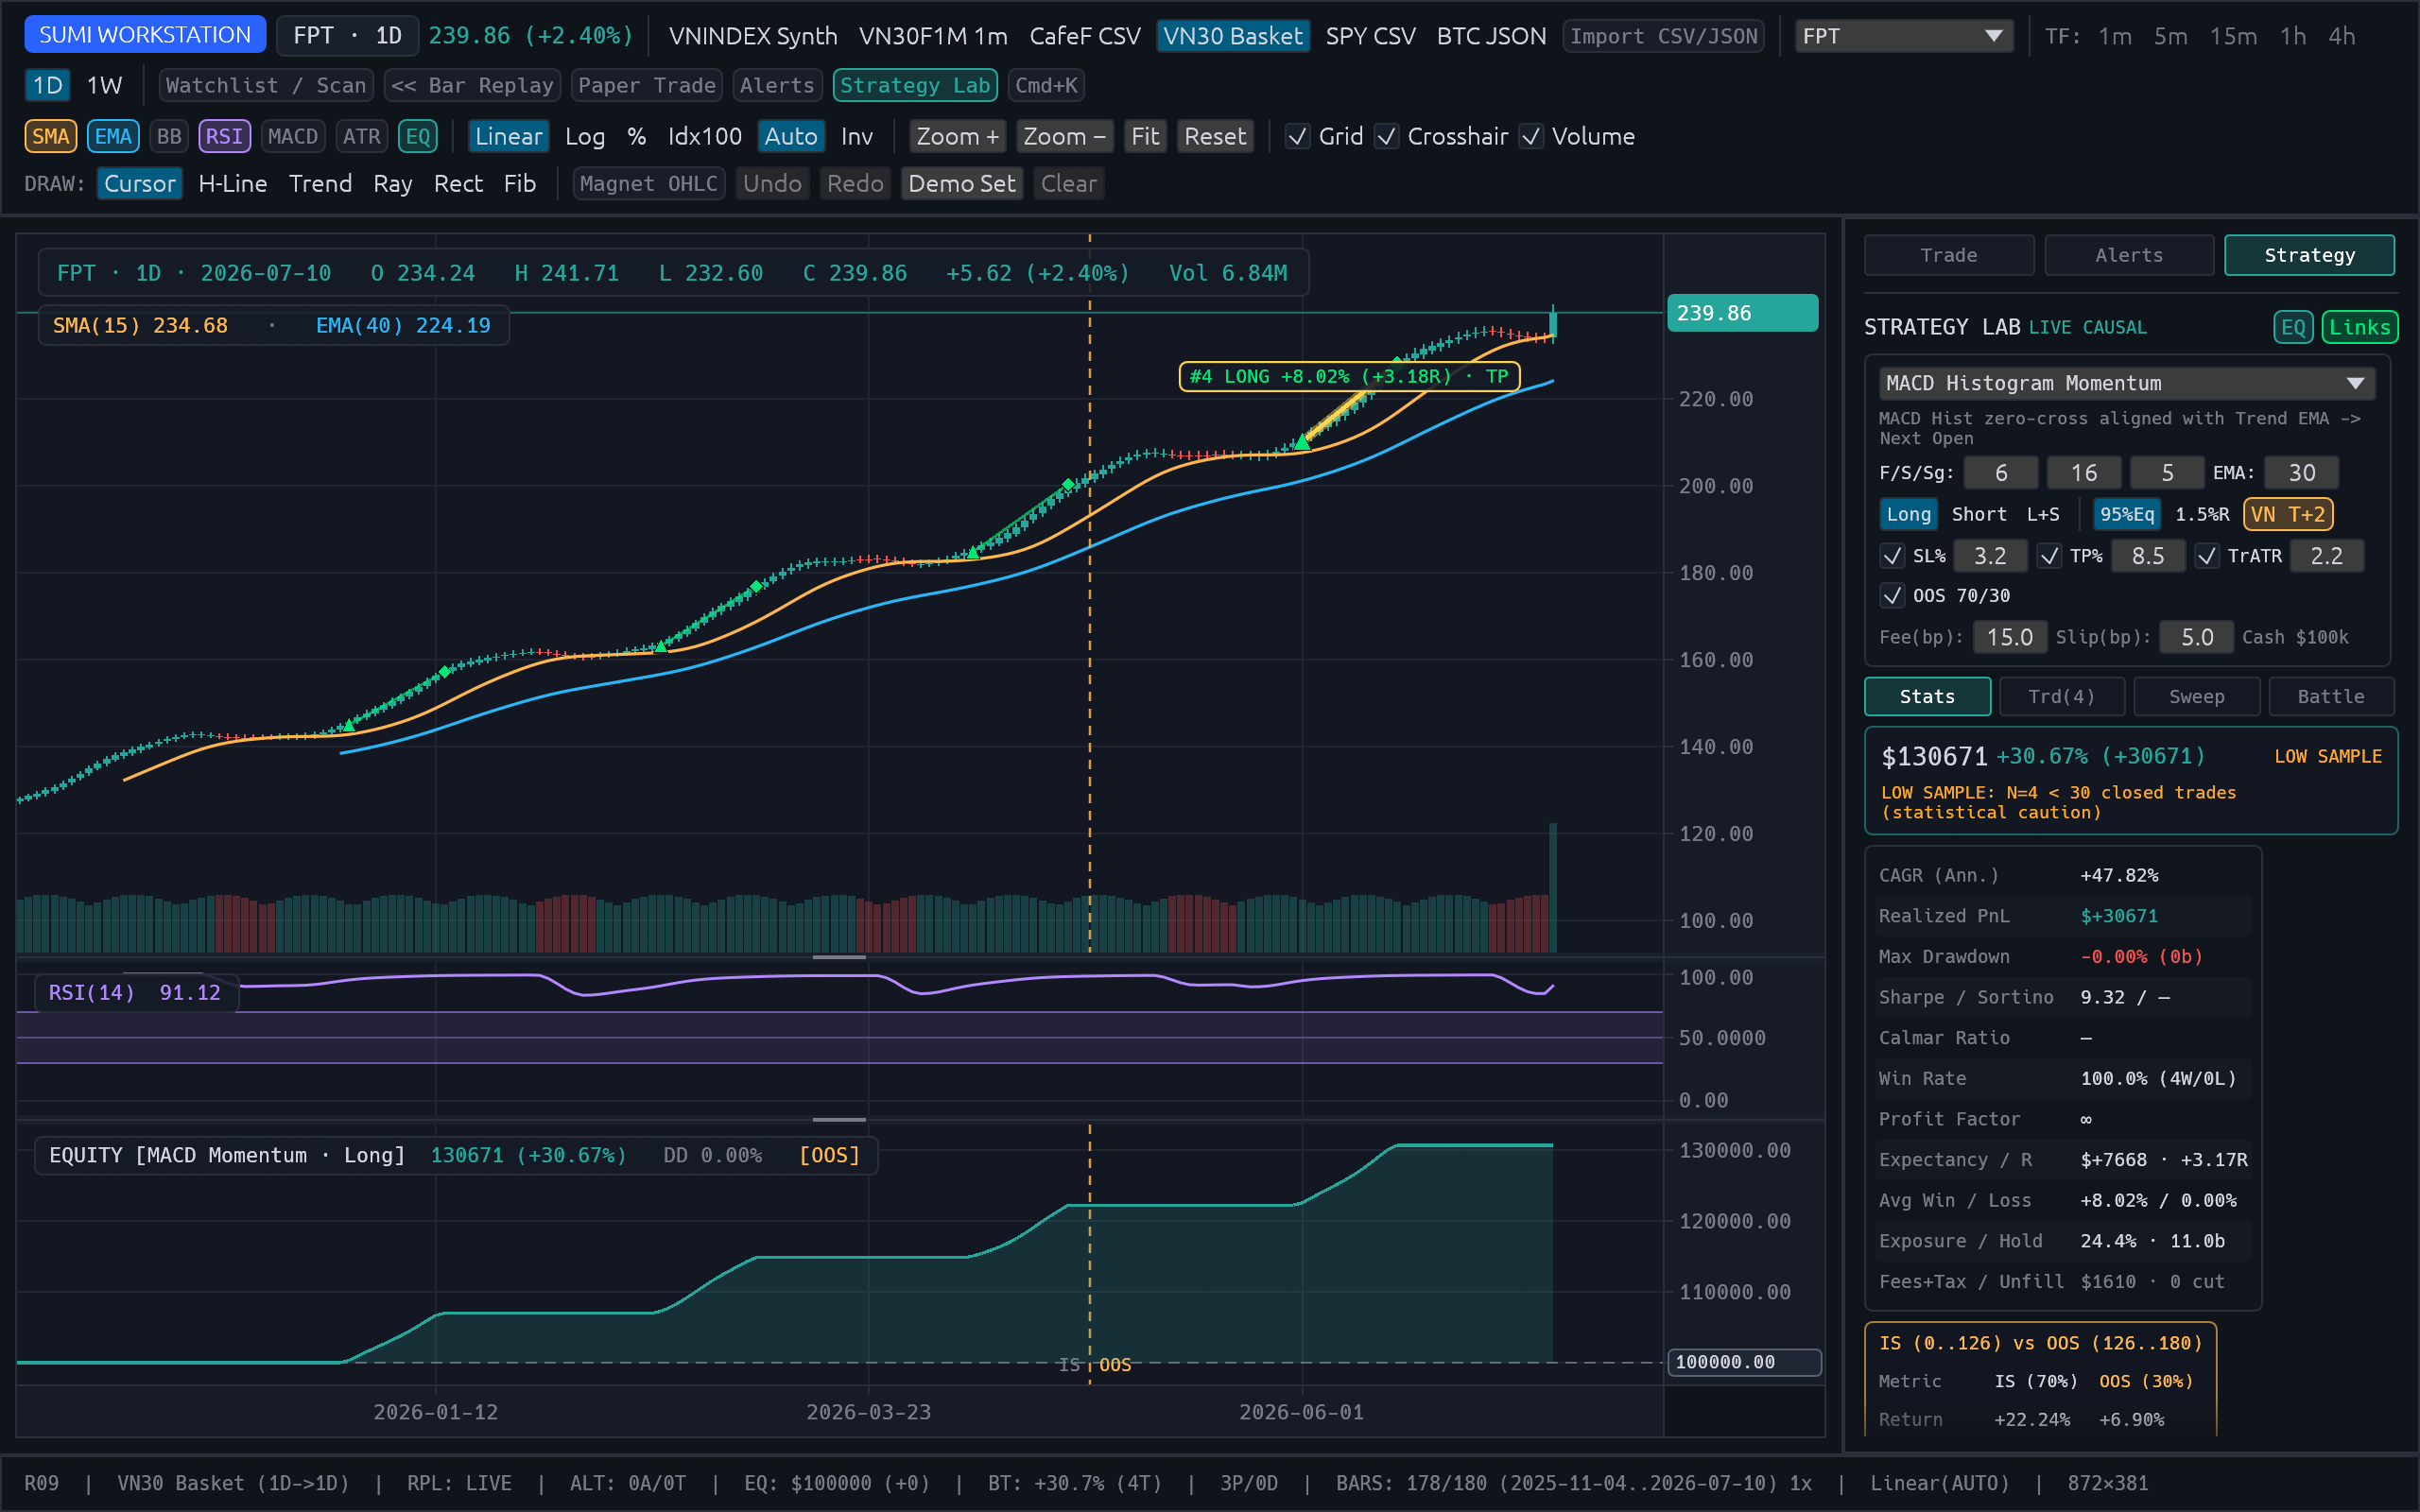 SUMI WORKSTATION FPT · 1D 239.86 (+2.40%) VNINDEX Synth VN30F1M 1m CafeF CSV VN30 Basket SPY CSV BTC JSON Import CSV/JSON FPT TF: 1m 5m 15m 1h 4h
1D 1W Watchlist / Scan << Bar Replay Paper Trade Alerts Strategy Lab Cmd+K
SMA EMA BB RSI MACD ATR EQ Linear Log % Idx100 Auto Inv Zoom + Zoom − Fit Reset Grid Crosshair Volume
DRAW: Cursor H-Line Trend Ray Rect Fib Magnet OHLC Undo Redo Demo Set Clear
FPT · 1D · 2026-07-10 O 234.24 H 241.71 L 232.60 C 239.86 +5.62 (+2.40%) Vol 6.84M
SMA(15) 234.68 · EMA(40) 224.19
#4 LONG +8.02% (+3.18R) · TP
239.86
220.00
200.00
180.00
160.00
140.00
120.00
100.00
RSI(14) 91.12
100.00
50.0000
0.00
EQUITY [MACD Momentum · Long] 130671 (+30.67%) DD 0.00% [OOS]
130000.00
120000.00
110000.00
100000.00
IS OOS
2026-01-12 2026-03-23 2026-06-01
Trade Alerts Strategy
STRATEGY LAB LIVE CAUSAL EQ Links
MACD Histogram Momentum
MACD Hist zero-cross aligned with Trend EMA ->
Next Open
F/S/Sg: 6 16 5 EMA: 30
Long Short L+S 95%Eq 1.5%R VN T+2
SL% 3.2 TP% 8.5 TrATR 2.2
OOS 70/30
Fee(bp): 15.0 Slip(bp): 5.0 Cash $100k
Stats Trd(4) Sweep Battle
$130671 +30.67% (+30671) LOW SAMPLE
LOW SAMPLE: N=4 < 30 closed trades
(statistical caution)
CAGR (Ann.) +47.82%
Realized PnL $+30671
Max Drawdown -0.00% (0b)
Sharpe / Sortino 9.32 / —
Calmar Ratio —
Win Rate 100.0% (4W/0L)
Profit Factor ∞
Expectancy / R $+7668 · +3.17R
Avg Win / Loss +8.02% / 0.00%
Exposure / Hold 24.4% · 11.0b
Fees+Tax / Unfill $1610 · 0 cut
IS (0..126) vs OOS (126..180)
Metric IS (70%) OOS (30%)
Return +22.24% +6.90%
R09 | VN30 Basket (1D->1D) | RPL: LIVE | ALT: 0A/0T | EQ: $100000 (+0) | BT: +30.7% (4T) | 3P/0D | BARS: 178/180 (2025-11-04..2026-07-10) 1x | Linear(AUTO) | 872×381